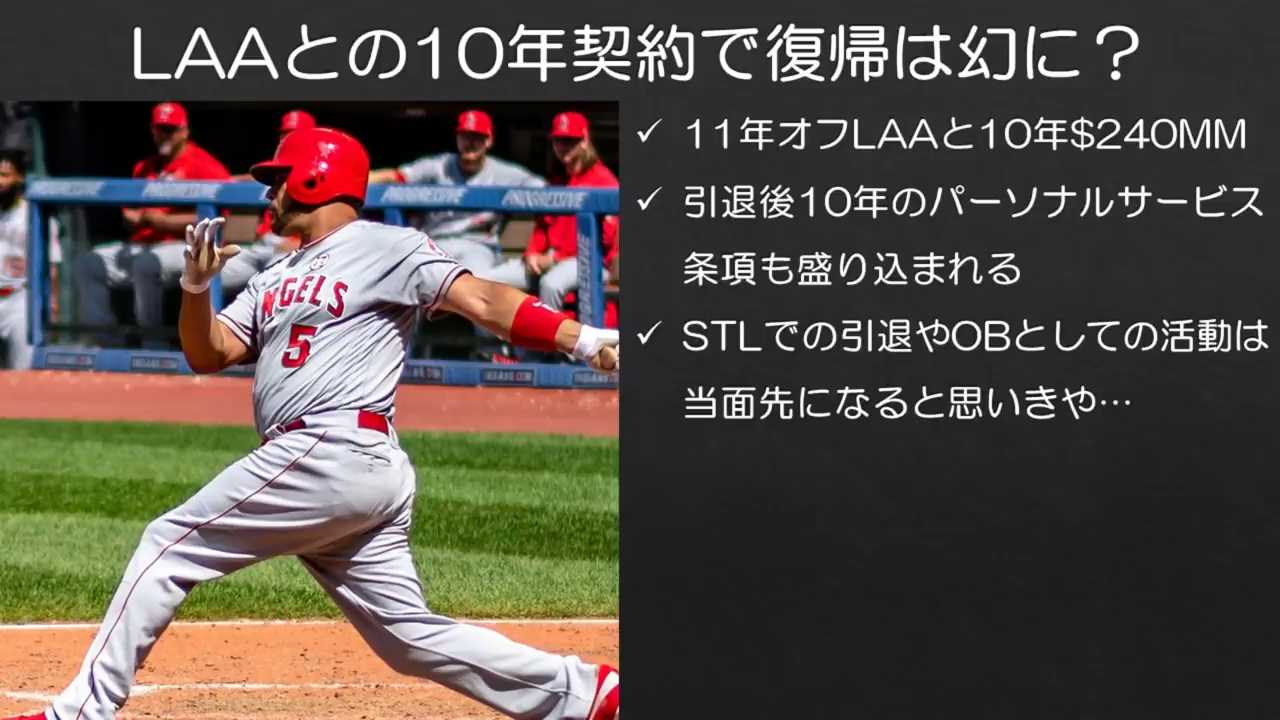 LAAとの10年契約で復帰は幻に？
11年オフLAAと10年$240MM
引退後10年のパーソナルサービス
条項も盛り込まれる
STLでの引退やOBとしての活動は
当面先になると思いきや…
PROGRESSIVE PROGRESSIVE PROGRESSIVE PROGRESSIVE
ANGELS
5